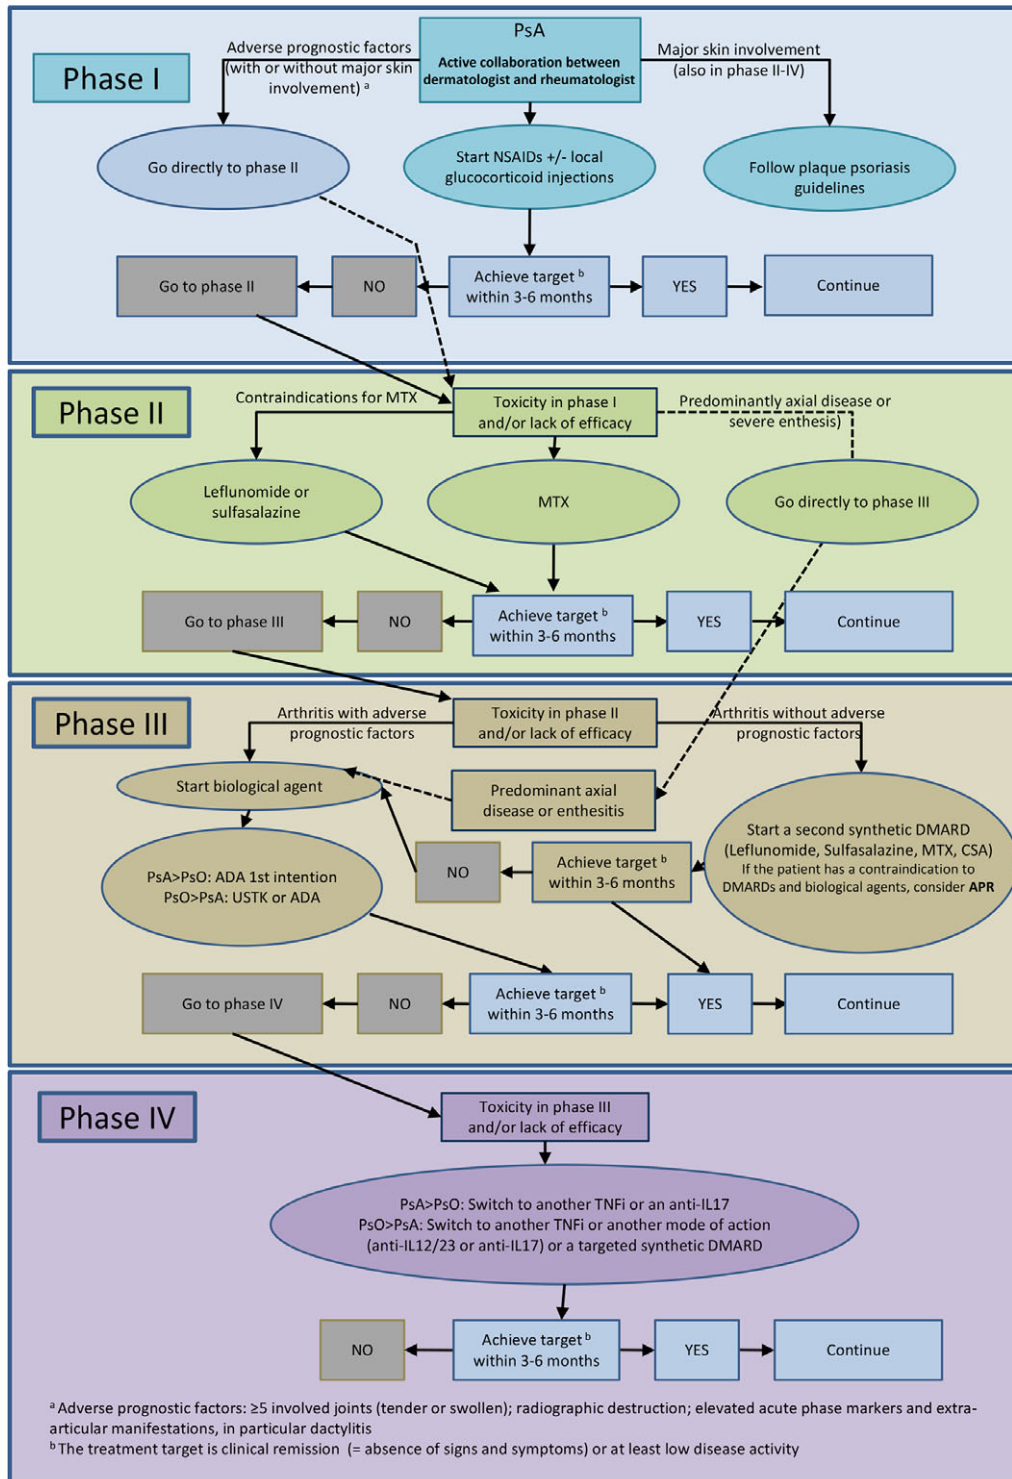 PsA
Active collaboration between
dermatologist and rheumatologist
Adverse prognostic factors
(with or without major skin
involvement) a
Major skin involvement
(also in phase II-IV)
Phase I
Go directly to phase II
Start NSAIDs +/- local
glucocorticoid injections
Follow plaque psoriasis
guidelines
Go to phase II
NO
Achieve target b
within 3-6 months
YES
Continue
Phase II
Contraindications for MTX
Toxicity in phase I
and/or lack of efficacy
Predominantly axial disease or
severe enthesis)
Leflunomide or
sulfasalazine
MTX
Go directly to phase III
Go to phase III
NO
Achieve target b
within 3-6 months
YES
Continue
Phase III
Arthritis with adverse
prognostic factors
Toxicity in phase II
and/or lack of efficacy
Arthritis without adverse
prognostic factors
Start biological agent
Predominant axial
disease or enthesitis
Start a second synthetic DMARD
(Leflunomide, Sulfasalazine, MTX, CSA)
If the patient has a contraindication to
DMARDs and biological agents, consider APR
NO
Achieve target b
within 3-6 months
PsA>PsO: ADA 1st intention
PsO>PsA: USTK or ADA
Go to phase IV
NO
Achieve target b
within 3-6 months
YES
Continue
Phase IV
Toxicity in phase III
and/or lack of efficacy
PsA>PsO: Switch to another TNFi or an anti-IL17
PsO>PsA: Switch to another TNFi or another mode of action
(anti-IL12/23 or anti-IL17) or a targeted synthetic DMARD
NO
Achieve target b
within 3-6 months
YES
Continue
a Adverse prognostic factors: ≥5 involved joints (tender or swollen); radiographic destruction; elevated acute phase markers and extra-
articular manifestations, in particular dactylitis
b The treatment target is clinical remission (= absence of signs and symptoms) or at least low disease activity